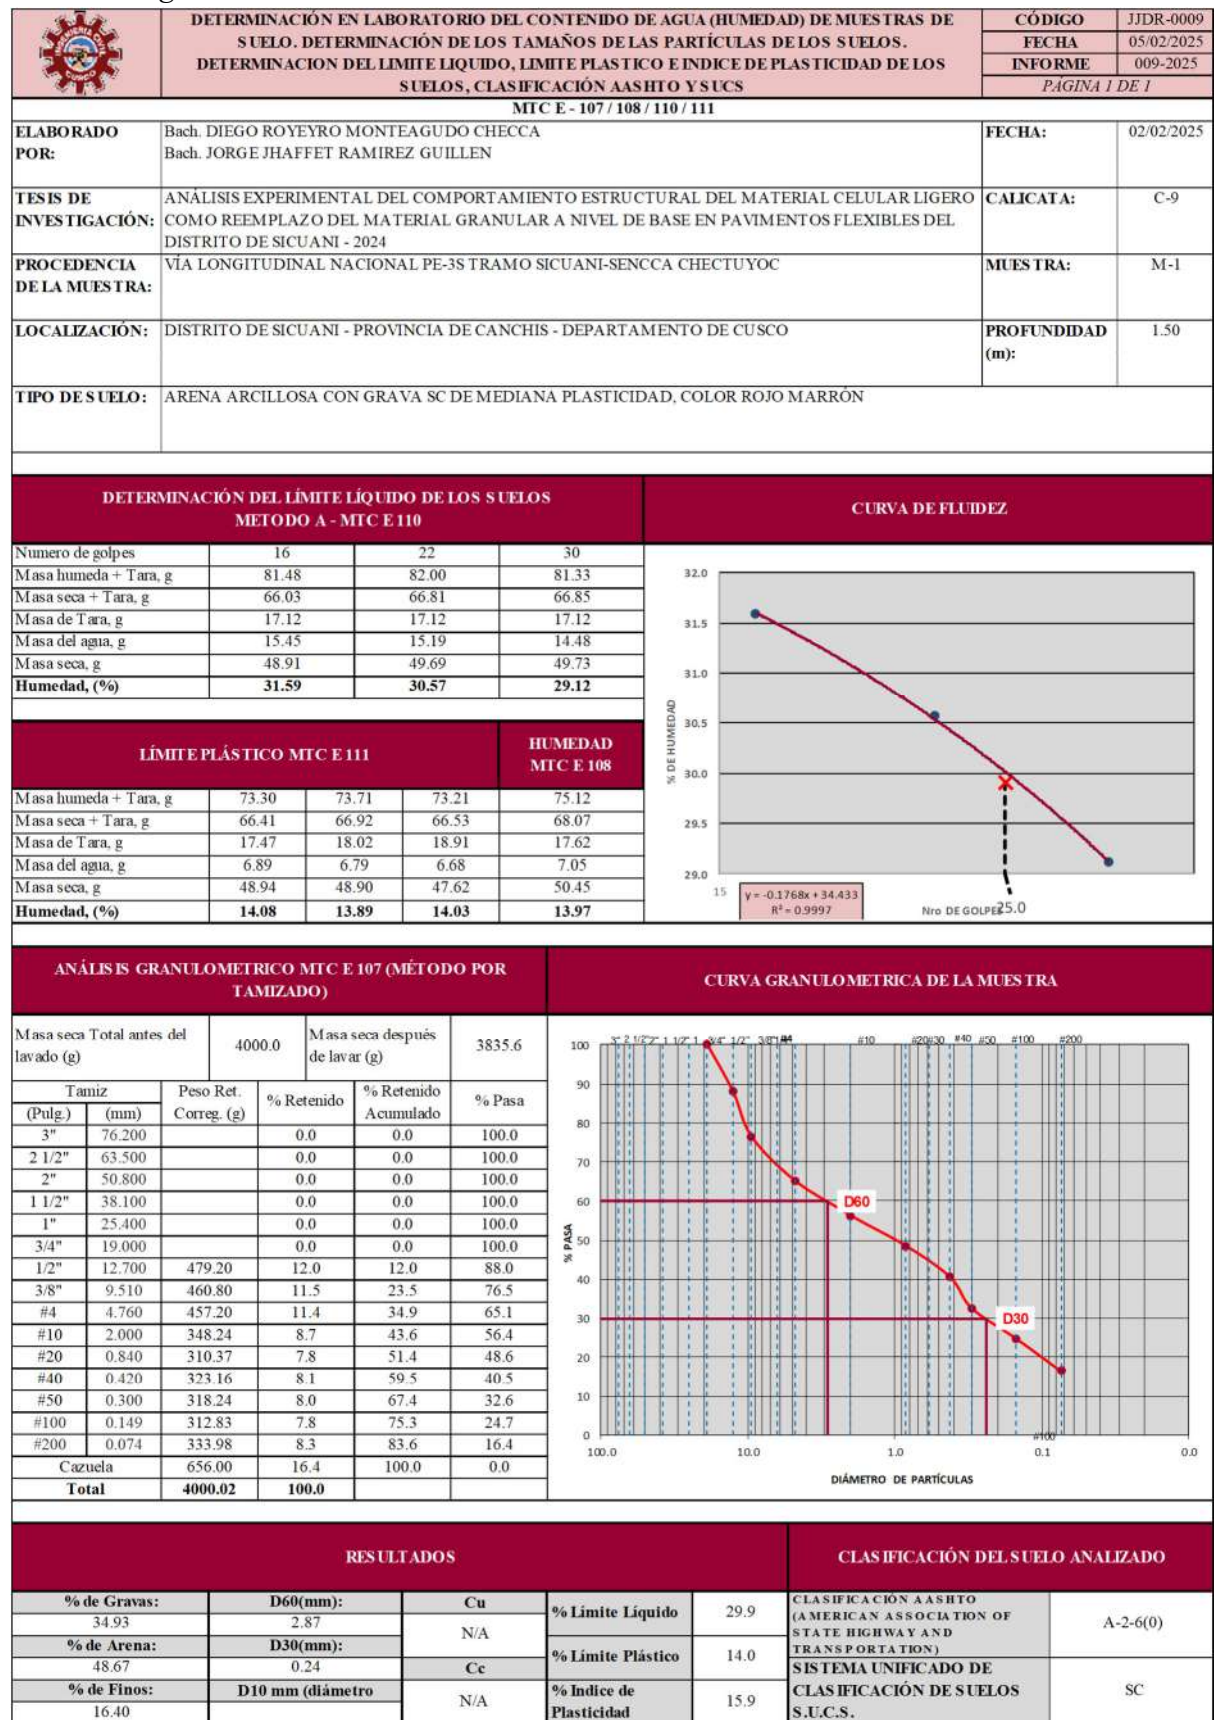 DETERMINACIÓN EN LABORATORIO DEL CONTENIDO DE AGUA (HUMEDAD) DE MUESTRAS DE
SUELO. DETERMINACIÓN DE LOS TAMAÑOS DE LAS PARTÍCULAS DE LOS SUELOS.
DETERMINACION DEL LIMITE LIQUIDO, LIMITE PLASTICO E INDICE DE PLASTICIDAD DE LOS
SUELOS, CLASIFICACIÓN AASHTO Y SUCS
CÓDIGO JJDR-0009
FECHA 05/02/2025
INFORME 009-2025
PÁGINA 1 DE 1
MTC E - 107 / 108 / 110 / 111
ELABORADO POR: Bach. DIEGO ROYEYRO MONTEAGUDO CHECCA
Bach. JORGE JHAFFET RAMIREZ GUILLEN
FECHA: 02/02/2025
TESIS DE INVESTIGACIÓN: ANÁLISIS EXPERIMENTAL DEL COMPORTAMIENTO ESTRUCTURAL DEL MATERIAL CELULAR LIGERO
COMO REEMPLAZO DEL MATERIAL GRANULAR A NIVEL DE BASE EN PAVIMENTOS FLEXIBLES DEL
DISTRITO DE SICUANI - 2024
CALICATA: C-9
PROCEDENCIA DE LA MUESTRA: VÍA LONGITUDINAL NACIONAL PE-3S TRAMO SICUANI-SENCCA CHECTUYOC
MUESTRA: M-1
LOCALIZACIÓN: DISTRITO DE SICUANI - PROVINCIA DE CANCHIS - DEPARTAMENTO DE CUSCO
PROFUNDIDAD (m): 1.50
TIPO DE SUELO: ARENA ARCILLOSA CON GRAVA SC DE MEDIANA PLASTICIDAD, COLOR ROJO MARRÓN
DETERMINACIÓN DEL LÍMITE LÍQUIDO DE LOS SUELOS
METODO A - MTC E 110
Numero de golpes 16 22 30
Masa humeda + Tara, g 81.48 82.00 81.33
Masa seca + Tara, g 66.03 66.81 66.85
Masa de Tara, g 17.12 17.12 17.12
Masa del agua, g 15.45 15.19 14.48
Masa seca, g 48.91 49.69 49.73
Humedad, (%) 31.59 30.57 29.12
CURVA DE FLUIDEZ
32.0
31.5
31.0
30.5
30.0
29.5
29.0
% DE HUMEDAD
15
y = -0.1768x + 34.433
R² = 0.9997
Nro DE GOLPES
25.0
LÍMITE PLÁSTICO MTC E 111
HUMEDAD
MTC E 108
Masa humeda + Tara, g 73.30 73.71 73.21 75.12
Masa seca + Tara, g 66.41 66.92 66.53 68.07
Masa de Tara, g 17.47 18.02 18.91 17.62
Masa del agua, g 6.89 6.79 6.68 7.05
Masa seca, g 48.94 48.90 47.62 50.45
Humedad, (%) 14.08 13.89 14.03 13.97
ANÁLISIS GRANULOMETRICO MTC E 107 (MÉTODO POR
TAMIZADO)
Masa seca Total antes del lavado (g) 4000.0 Masa seca después de lavar (g) 3835.6
Tamiz Peso Ret. Correg. (g) % Retenido % Retenido Acumulado % Pasa
(Pulg.) (mm)
3" 76.200 0.0 0.0 100.0
2 1/2" 63.500 0.0 0.0 100.0
2" 50.800 0.0 0.0 100.0
1 1/2" 38.100 0.0 0.0 100.0
1" 25.400 0.0 0.0 100.0
3/4" 19.000 0.0 0.0 100.0
1/2" 12.700 479.20 12.0 12.0 88.0
3/8" 9.510 460.80 11.5 23.5 76.5
#4 4.760 457.20 11.4 34.9 65.1
#10 2.000 348.24 8.7 43.6 56.4
#20 0.840 310.37 7.8 51.4 48.6
#40 0.420 323.16 8.1 59.5 40.5
#50 0.300 318.24 8.0 67.4 32.6
#100 0.149 312.83 7.8 75.3 24.7
#200 0.074 333.98 8.3 83.6 16.4
Cazuela 656.00 16.4 100.0 0.0
Total 4000.02 100.0
CURVA GRANULOMETRICA DE LA MUESTRA
3" 2 1/2" 2" 1 1/2" 1 3/4" 1/2" 3/8" #4 #10 #20 #30 #40 #50 #100 #200
100
90
80
70
60
50
40
30
20
10
0
% PASA
D60
D30
#100
100.0 10.0 1.0 0.1 0.0
DIÁMETRO DE PARTÍCULAS
RESULTADOS
% de Gravas: 34.93
% de Arena: 48.67
% de Finos: 16.40
D60(mm): 2.87
D30(mm): 0.24
D10 mm (diámetro
Cu N/A
Cc N/A
% Límite Líquido 29.9
% Límite Plástico 14.0
% Indice de Plasticidad 15.9
CLASIFICACIÓN DEL SUELO ANALIZADO
CLASIFICACIÓN AASHTO
(AMERICAN ASSOCIATION OF
STATE HIGHWAY AND
TRANSPORTATION)
A-2-6(0)
SISTEMA UNIFICADO DE
CLASIFICACIÓN DE SUELOS
S.U.C.S.
SC